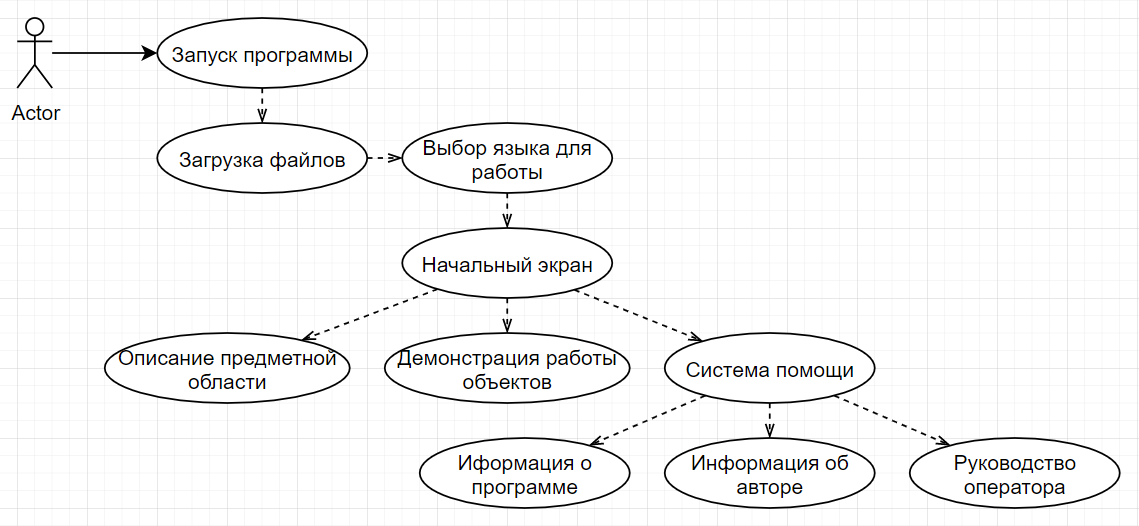 Запуск программы
Actor
Загрузка файлов
Выбор языка для
работы
Начальный экран
Описание предметной
области
Демонстрация работы
объектов
Система помощи
Иформация о
программе
Информация об
авторе
Руководство
оператора